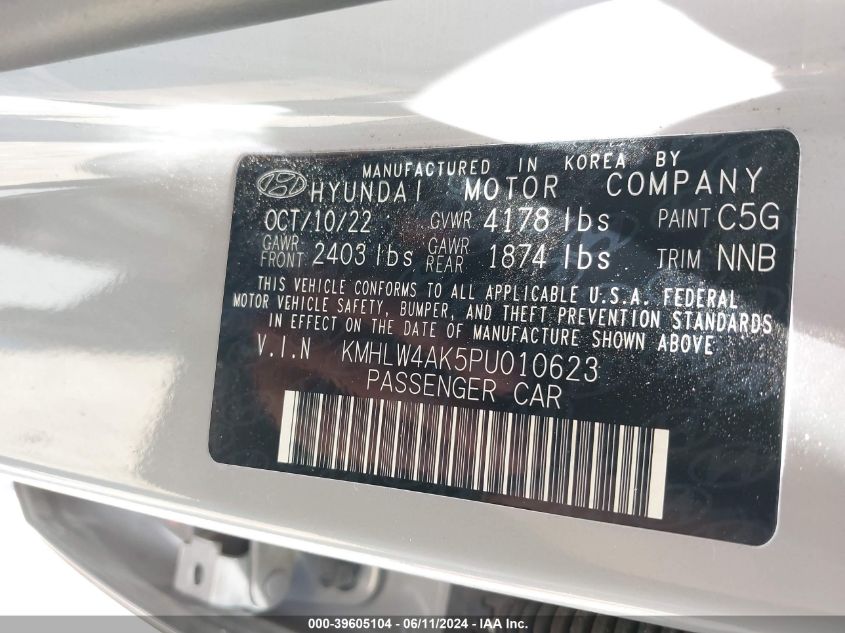 MANUFACTURED IN KOREA BY
HYUNDAI MOTOR COMPANY
OCT/10/22 GVWR 4178 lbs PAINT C5G
GAWR FRONT 2403 lbs GAWR REAR 1874 lbs TRIM NNB
THIS VEHICLE CONFORMS TO ALL APPLICABLE U.S.A. FEDERAL
MOTOR VEHICLE SAFETY, BUMPER, AND THEFT PREVENTION STANDARDS
IN EFFECT ON THE DATE OF MANUFACTURE SHOWN ABOVE
V.I.N KMHLW4AK5PU010623
PASSENGER CAR
000-39605104 - 06/11/2024 - IAA Inc.